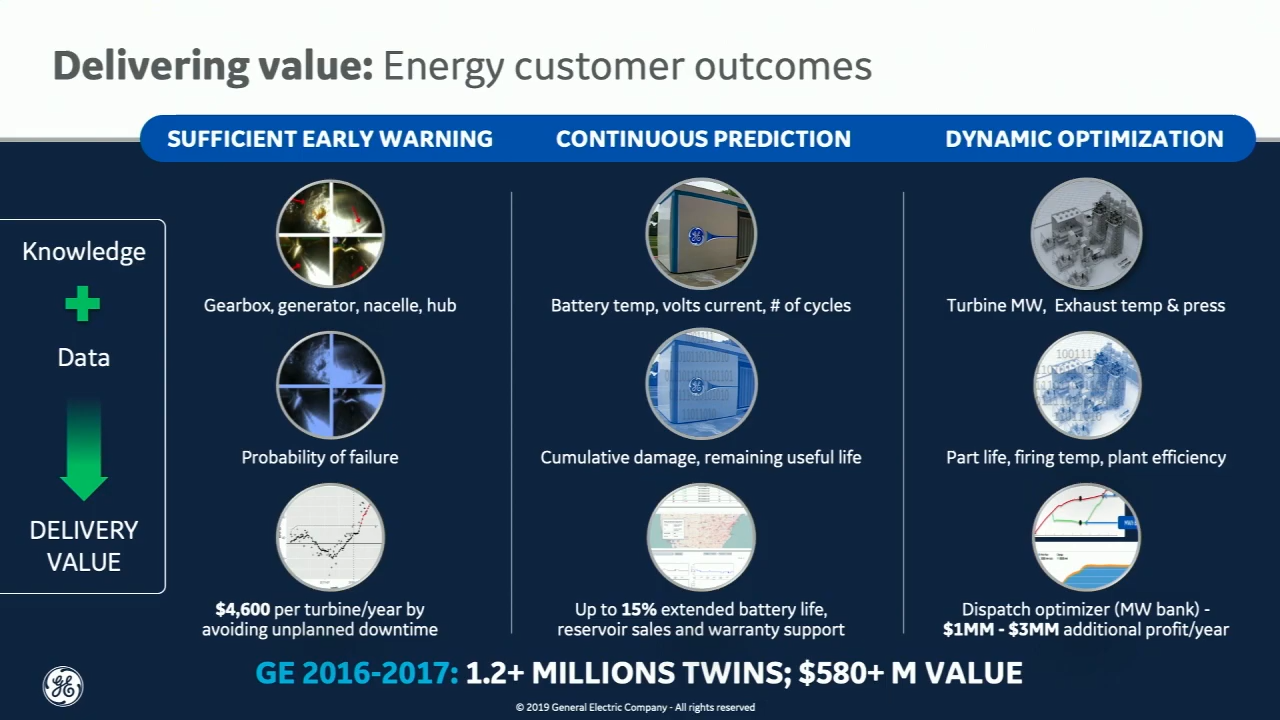 Delivering value: Energy customer outcomes
SUFFICIENT EARLY WARNING
CONTINUOUS PREDICTION
DYNAMIC OPTIMIZATION
Knowledge
Data
DELIVERY
VALUE
Gearbox, generator, nacelle, hub
Probability of failure
$4,600 per turbine/year by
avoiding unplanned downtime
Battery temp, volts current, # of cycles
Cumulative damage, remaining useful life
Up to 15% extended battery life,
reservoir sales and warranty support
Turbine MW,  Exhaust temp & press
Part life, firing temp, plant efficiency
Dispatch optimizer (MW bank) -
$1MM - $3MM additional profit/year
GE 2016-2017: 1.2+ MILLIONS TWINS; $580+ M VALUE
© 2019 General Electric Company - All rights reserved